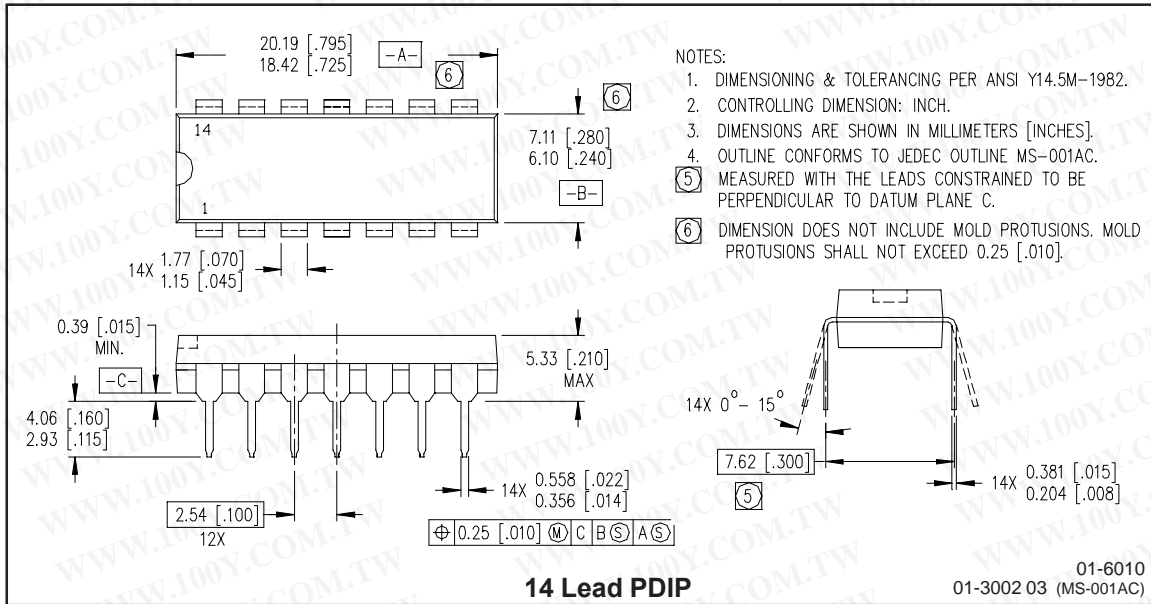 20.19 [.795]
18.42 [.725]
-A-
6
6
14
1
7.11 [.280]
6.10 [.240]
-B-
14X 1.77 [.070]
1.15 [.045]
NOTES:
1. DIMENSIONING & TOLERANCING PER ANSI Y14.5M-1982.
2. CONTROLLING DIMENSION: INCH.
3. DIMENSIONS ARE SHOWN IN MILLIMETERS [INCHES].
4. OUTLINE CONFORMS TO JEDEC OUTLINE MS-001AC.
5 MEASURED WITH THE LEADS CONSTRAINED TO BE
PERPENDICULAR TO DATUM PLANE C.
6 DIMENSION DOES NOT INCLUDE MOLD PROTUSIONS. MOLD
PROTUSIONS SHALL NOT EXCEED 0.25 [.010].
0.39 [.015]
MIN.
-C-
4.06 [.160]
2.93 [.115]
5.33 [.210]
MAX
2.54 [.100]
12X
14X 0.558 [.022]
0.356 [.014]
⌖ 0.25 [.010] Ⓜ C B Ⓢ A Ⓢ
14X 0°- 15°
7.62 [.300]
5
14X 0.381 [.015]
0.204 [.008]
14 Lead PDIP
01-6010
01-3002 03 (MS-001AC)
WWW.100Y.COM.TW